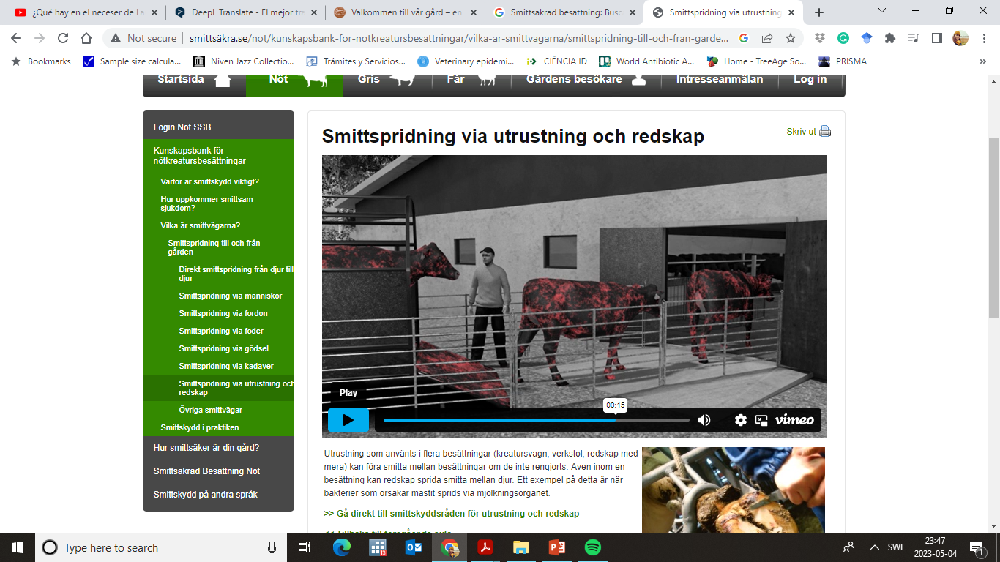 ¿Qué hay en el neceser de La
DeepL Translate - El mejor tra
Välkommen till vår gård – en
Smittsäkrad besättning: Busc
Smittspridning via utrustning
Not secure
smittsäkra.se/not/kunskapsbank-for-notkreatursbesattningar/vilka-ar-smittvagarna/smittspridning-till-och-fran-garde...
Bookmarks
Sample size calcula...
Niven Jazz Collectio...
Trámites y Servicios...
Veterinary epidemi...
CIÊNCIA ID
World Antibiotic A...
Home - TreeAge So...
PRISMA
Startsida
Nöt
Gris
Får
Gårdens besökare
Intresseanmälan
Log in
Login Nöt SSB
Kunskapsbank för
nötkreatursbesättningar
Varför är smittskydd viktigt?
Hur uppkommer smittsam
sjukdom?
Vilka är smittvägarna?
Smittspridning till och från
gården
Direkt smittspridning från djur till
djur
Smittspridning via människor
Smittspridning via fordon
Smittspridning via foder
Smittspridning via gödsel
Smittspridning via kadaver
Smittspridning via utrustning och
redskap
Övriga smittvägar
Smittskydd i praktiken
Hur smittsäker är din gård?
Smittsäkrad Besättning Nöt
Smittskydd på andra språk
Smittspridning via utrustning och redskap
Skriv ut
Play
00:15
vimeo
Utrustning som använts i flera besättningar (kreatursvagn, verkstol, redskap med
mera) kan föra smitta mellan besättningar om de inte rengjorts. Även inom en
besättning kan redskap sprida smitta mellan djur. Ett exempel på detta är när
bakterier som orsakar mastit sprids via mjölkningsorganet.
>> Gå direkt till smittskyddsråden för utrustning och redskap
<< Tillbaka till föregående sida
Type here to search
13
SWE
23:47
2023-05-04
1